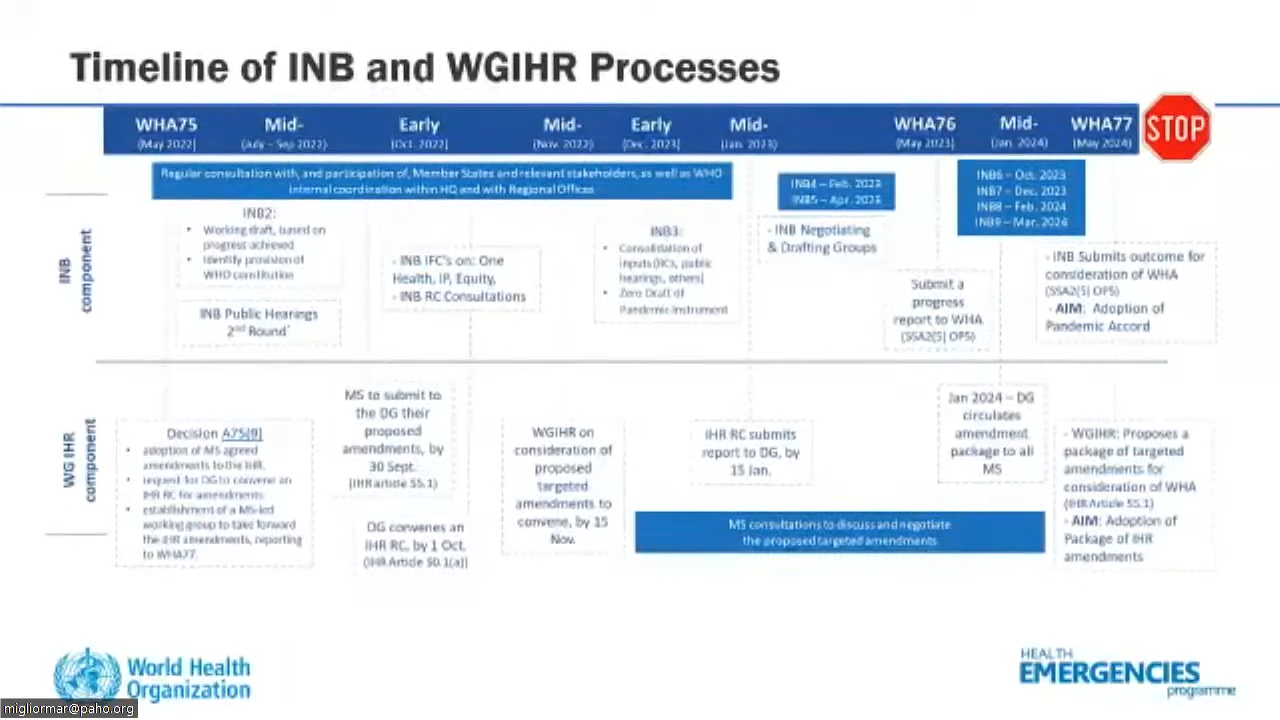 Timeline of INB and WGIHR Processes
WHA75
(May 2022)
Mid-
(July – Sep 2022)
Early
(Oct. 2022)
Mid-
(Nov. 2022)
Early
(Dec. 2023)
Mid-
(Jan. 2023)
WHA76
(May 2023)
Mid-
(Jan. 2024)
WHA77
(May 2024)
STOP
INB
component
Regular consultation with, and participation of, Member States and relevant stakeholders, as well as WHO
internal coordination within HQ and with Regional Offices
INB2:
• Working draft, based on
progress achieved
• Identify provision of
WHO constitution
INB Public Hearings
2nd Round
- INB IFC's on: One
Health, IP, Equity,
- INB RC Consultations
INB3:
• Consolidation of
inputs (RCs, public
hearings, others)
• Zero Draft of
Pandemic Instrument
INB4 – Feb. 2023
INB5 – Apr. 2023
- INB Negotiating
& Drafting Groups
Submit a
progress
report to WHA
(SSA2(5) OP5)
INB6 – Oct. 2023
INB7 – Dec. 2023
INB8 – Feb. 2024
INB9 – Mar. 2024
- INB Submits outcome for
consideration of WHA
(SSA2(5) OP5)
- AIM: Adoption of
Pandemic Accord
WG IHR
component
Decision A75(9)
• adoption of MS agreed
amendments to the IHR.
• request for DG to convene an
IHR RC for amendments
• establishment of a MS-led
working group to take forward
the IHR amendments, reporting
to WHA77.
MS to submit to
the DG their
proposed
amendments, by
30 Sept.
(IHR article 55.1)
DG convenes an
IHR RC, by 1 Oct.
(IHR Article 50.1(a))
WGIHR on
consideration of
proposed
targeted
amendments to
convene, by 15
Nov.
IHR RC submits
report to DG, by
15 Jan.
MS consultations to discuss and negotiate
the proposed targeted amendments
Jan 2024 – DG
circulates
amendment
package to all
MS
- WGIHR: Proposes a
package of targeted
amendments for
consideration of WHA
(IHR Article 55.1)
- AIM: Adoption of
Package of IHR
amendments
World Health
Organization
HEALTH
EMERGENCIES
programme
migliormar@paho.org